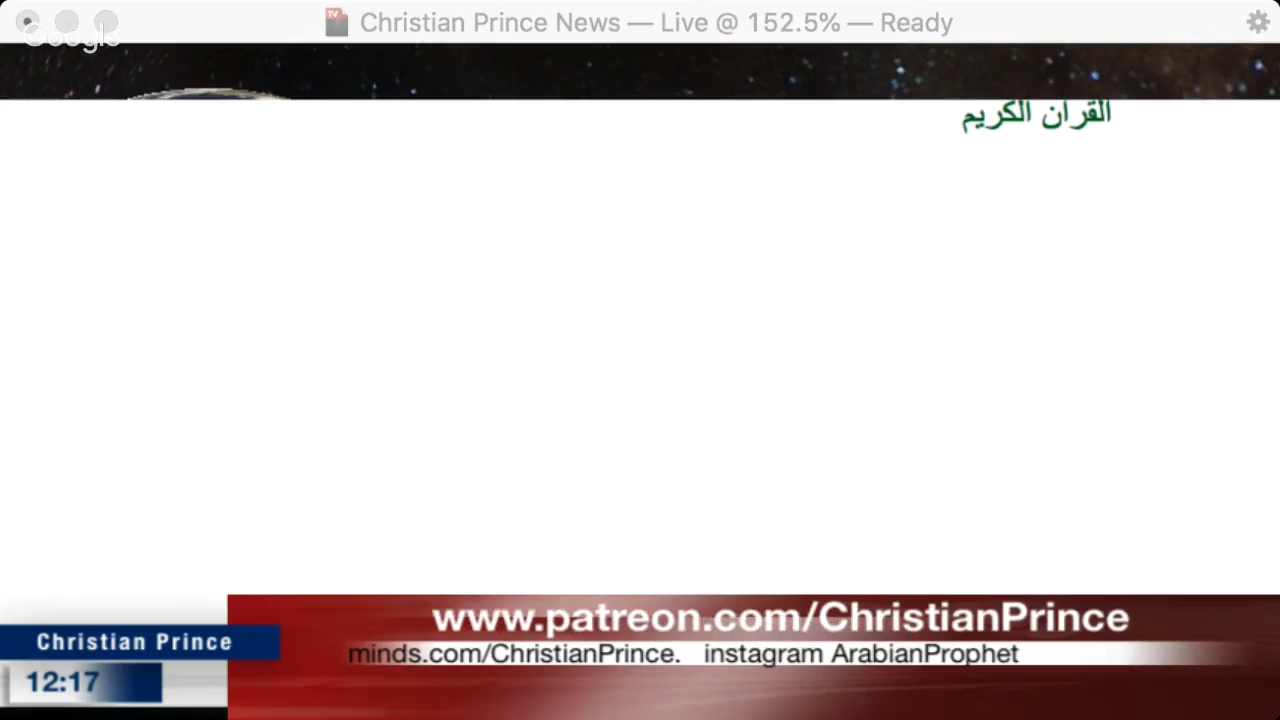 Christian Prince News — Live @ 152.5% — Ready
Google
القران الكريم
www.patreon.com/ChristianPrince
minds.com/ChristianPrince. instagram ArabianProphet
Christian Prince
12:17